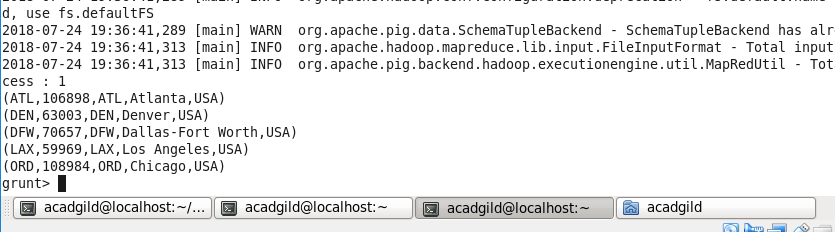 d, use fs.defaultFS
2018-07-24 19:36:41,289 [main] WARN  org.apache.pig.data.SchemaTupleBackend - SchemaTupleBackend has alr
2018-07-24 19:36:41,313 [main] INFO  org.apache.hadoop.mapreduce.lib.input.FileInputFormat - Total input
2018-07-24 19:36:41,313 [main] INFO  org.apache.pig.backend.hadoop.executionengine.util.MapRedUtil - Tot
cess : 1
(ATL,106898,ATL,Atlanta,USA)
(DEN,63003,DEN,Denver,USA)
(DFW,70657,DFW,Dallas-Fort Worth,USA)
(LAX,59969,LAX,Los Angeles,USA)
(ORD,108984,ORD,Chicago,USA)
grunt>
acadgild@localhost:~/... acadgild@localhost:~ acadgild@localhost:~ acadgild